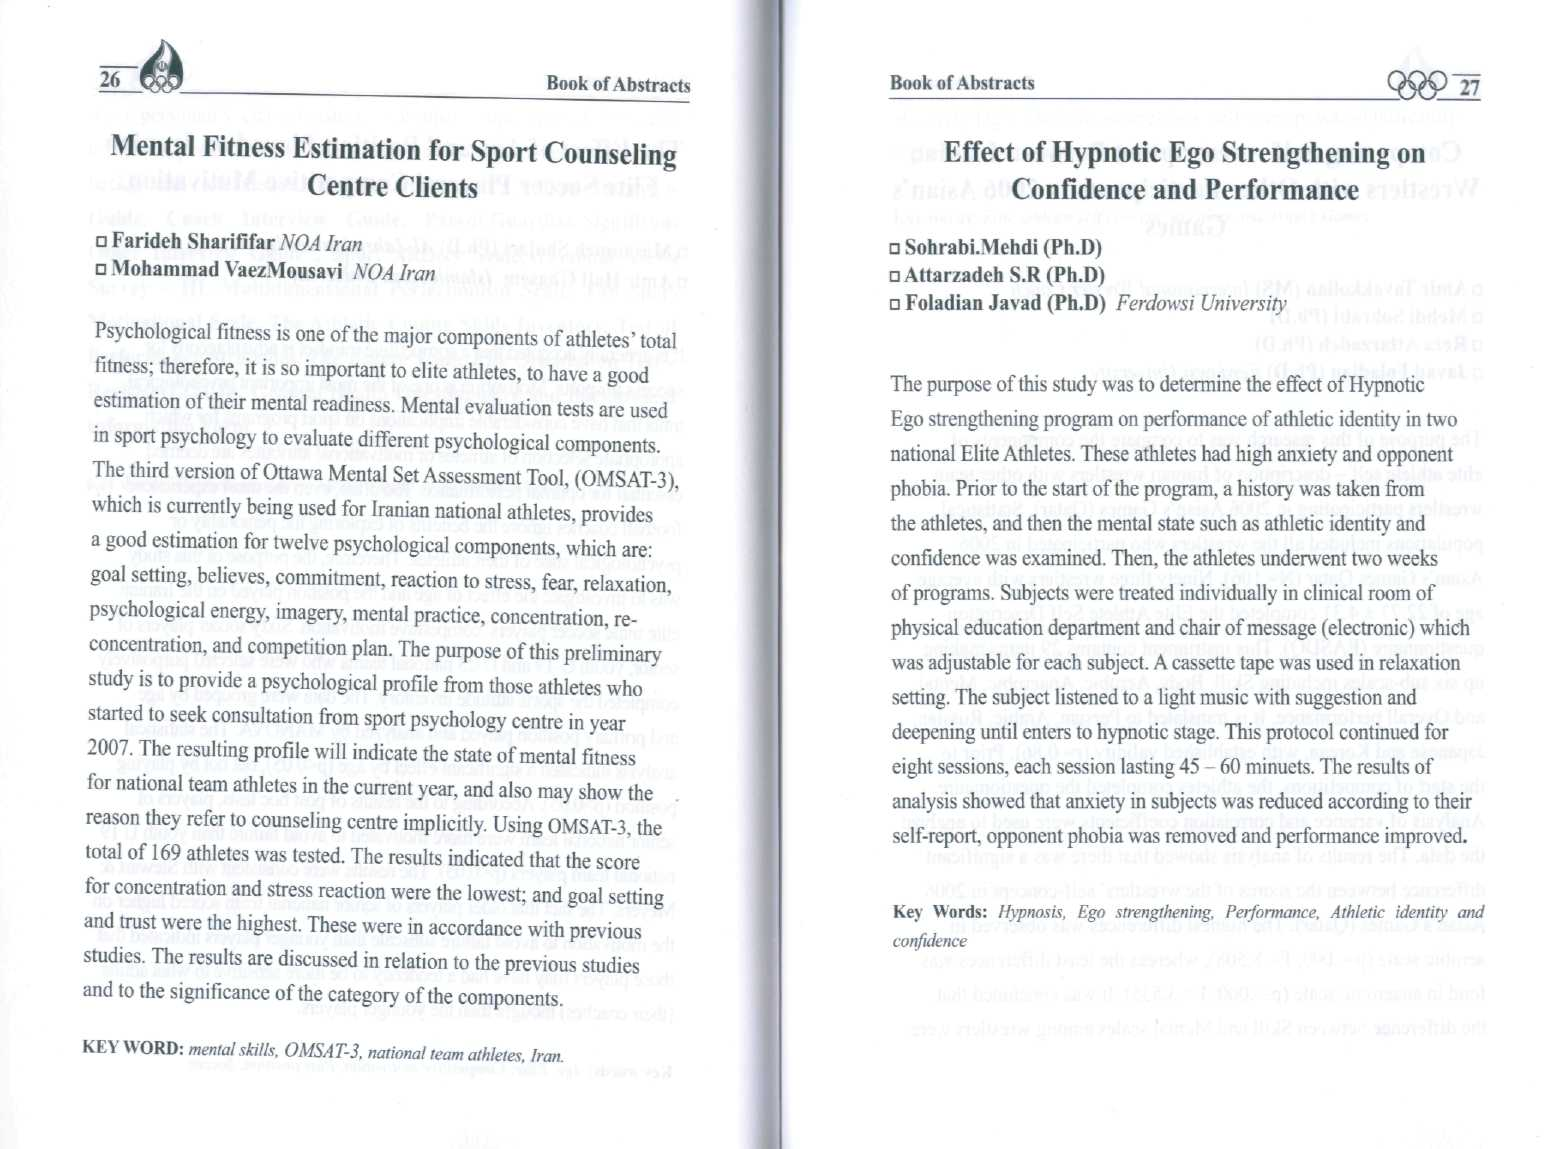 26
Book of Abstracts
Mental Fitness Estimation for Sport Counseling
Centre Clients
Farideh Sharififar NOA Iran
Mohammad VaezMousavi NOA Iran
Psychological fitness is one of the major components of athletes' total
fitness; therefore, it is so important to elite athletes, to have a good
estimation of their mental readiness. Mental evaluation tests are used
in sport psychology to evaluate different psychological components.
The third version of Ottawa Mental Set Assessment Tool, (OMSAT-3),
which is currently being used for Iranian national athletes, provides
a good estimation for twelve psychological components, which are:
goal setting, believes, commitment, reaction to stress, fear, relaxation,
psychological energy, imagery, mental practice, concentration, re-
concentration, and competition plan. The purpose of this preliminary
study is to provide a psychological profile from those athletes who
started to seek consultation from sport psychology centre in year
2007. The resulting profile will indicate the state of mental fitness
for national team athletes in the current year, and also may show the
reason they refer to counseling centre implicitly. Using OMSAT-3, the
total of 169 athletes was tested. The results indicated that the score
for concentration and stress reaction were the lowest; and goal setting
and trust were the highest. These were in accordance with previous
studies. The results are discussed in relation to the previous studies
and to the significance of the category of the components.
KEY WORD: mental skills, OMSAT-3, national team athletes, Iran.
Book of Abstracts
27
Effect of Hypnotic Ego Strengthening on
Confidence and Performance
Sohrabi.Mehdi (Ph.D)
Attarzadeh S.R (Ph.D)
Foladian Javad (Ph.D) Ferdowsi University
The purpose of this study was to determine the effect of Hypnotic
Ego strengthening program on performance of athletic identity in two
national Elite Athletes. These athletes had high anxiety and opponent
phobia. Prior to the start of the program, a history was taken from
the athletes, and then the mental state such as athletic identity and
confidence was examined. Then, the athletes underwent two weeks
of programs. Subjects were treated individually in clinical room of
physical education department and chair of message (electronic) which
was adjustable for each subject. A cassette tape was used in relaxation
setting. The subject listened to a light music with suggestion and
deepening until enters to hypnotic stage. This protocol continued for
eight sessions, each session lasting 45 – 60 minuets. The results of
analysis showed that anxiety in subjects was reduced according to their
self-report, opponent phobia was removed and performance improved.
Key Words: Hypnosis, Ego strengthening, Performance, Athletic identity and
confidence